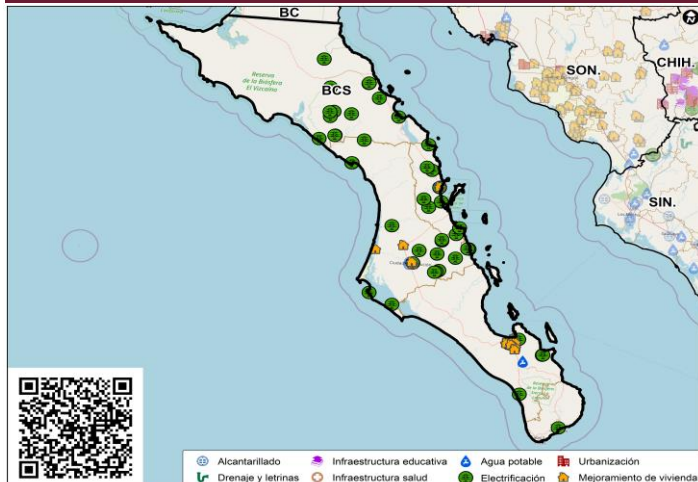 BC
Reserva
de la Biósfera
El Vizcaíno
BCS
SON.
CHIH.
SIN.
Alcantarillado
Infraestructura educativa
Agua potable
Urbanización
Drenaje y letrinas
Infraestructura salud
Electrificación
Mejoramiento de vivienda